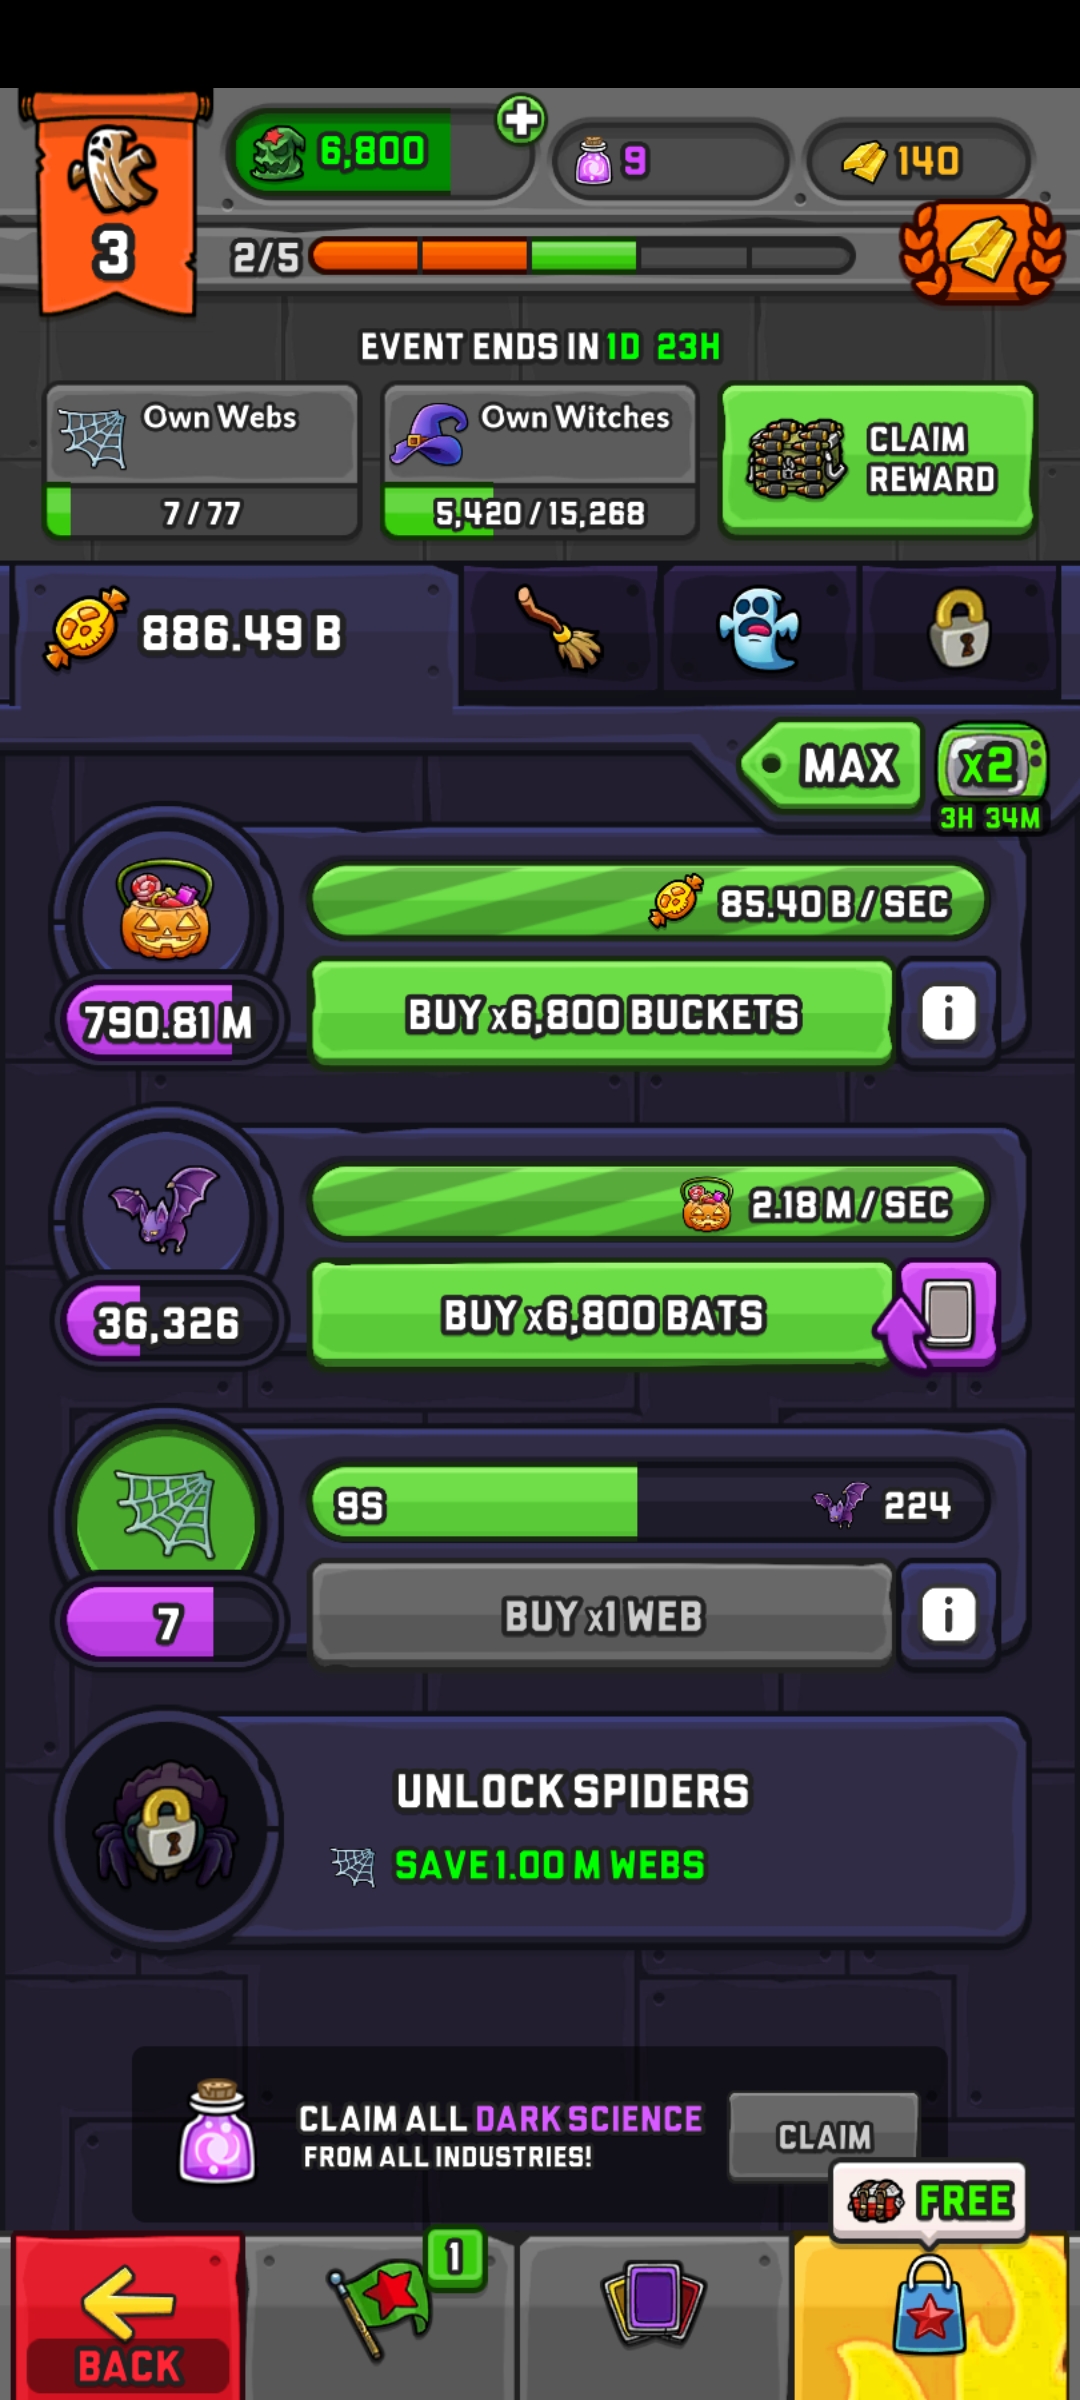 6,800
9
140
3
2/5
EVENT ENDS IN 1D 23H
Own Webs
7/77
Own Witches
5,420/15,268
CLAIM
REWARD
886.49 B
MAX
x2
3H 34M
85.40 B/SEC
790.81 M
BUY x6,800 BUCKETS
i
2.18 M/SEC
36,326
BUY x6,800 BATS
9S
224
7
BUY x1 WEB
i
UNLOCK SPIDERS
SAVE 1.00 M WEBS
CLAIM ALL DARK SCIENCE
FROM ALL INDUSTRIES!
CLAIM
FREE
1
BACK